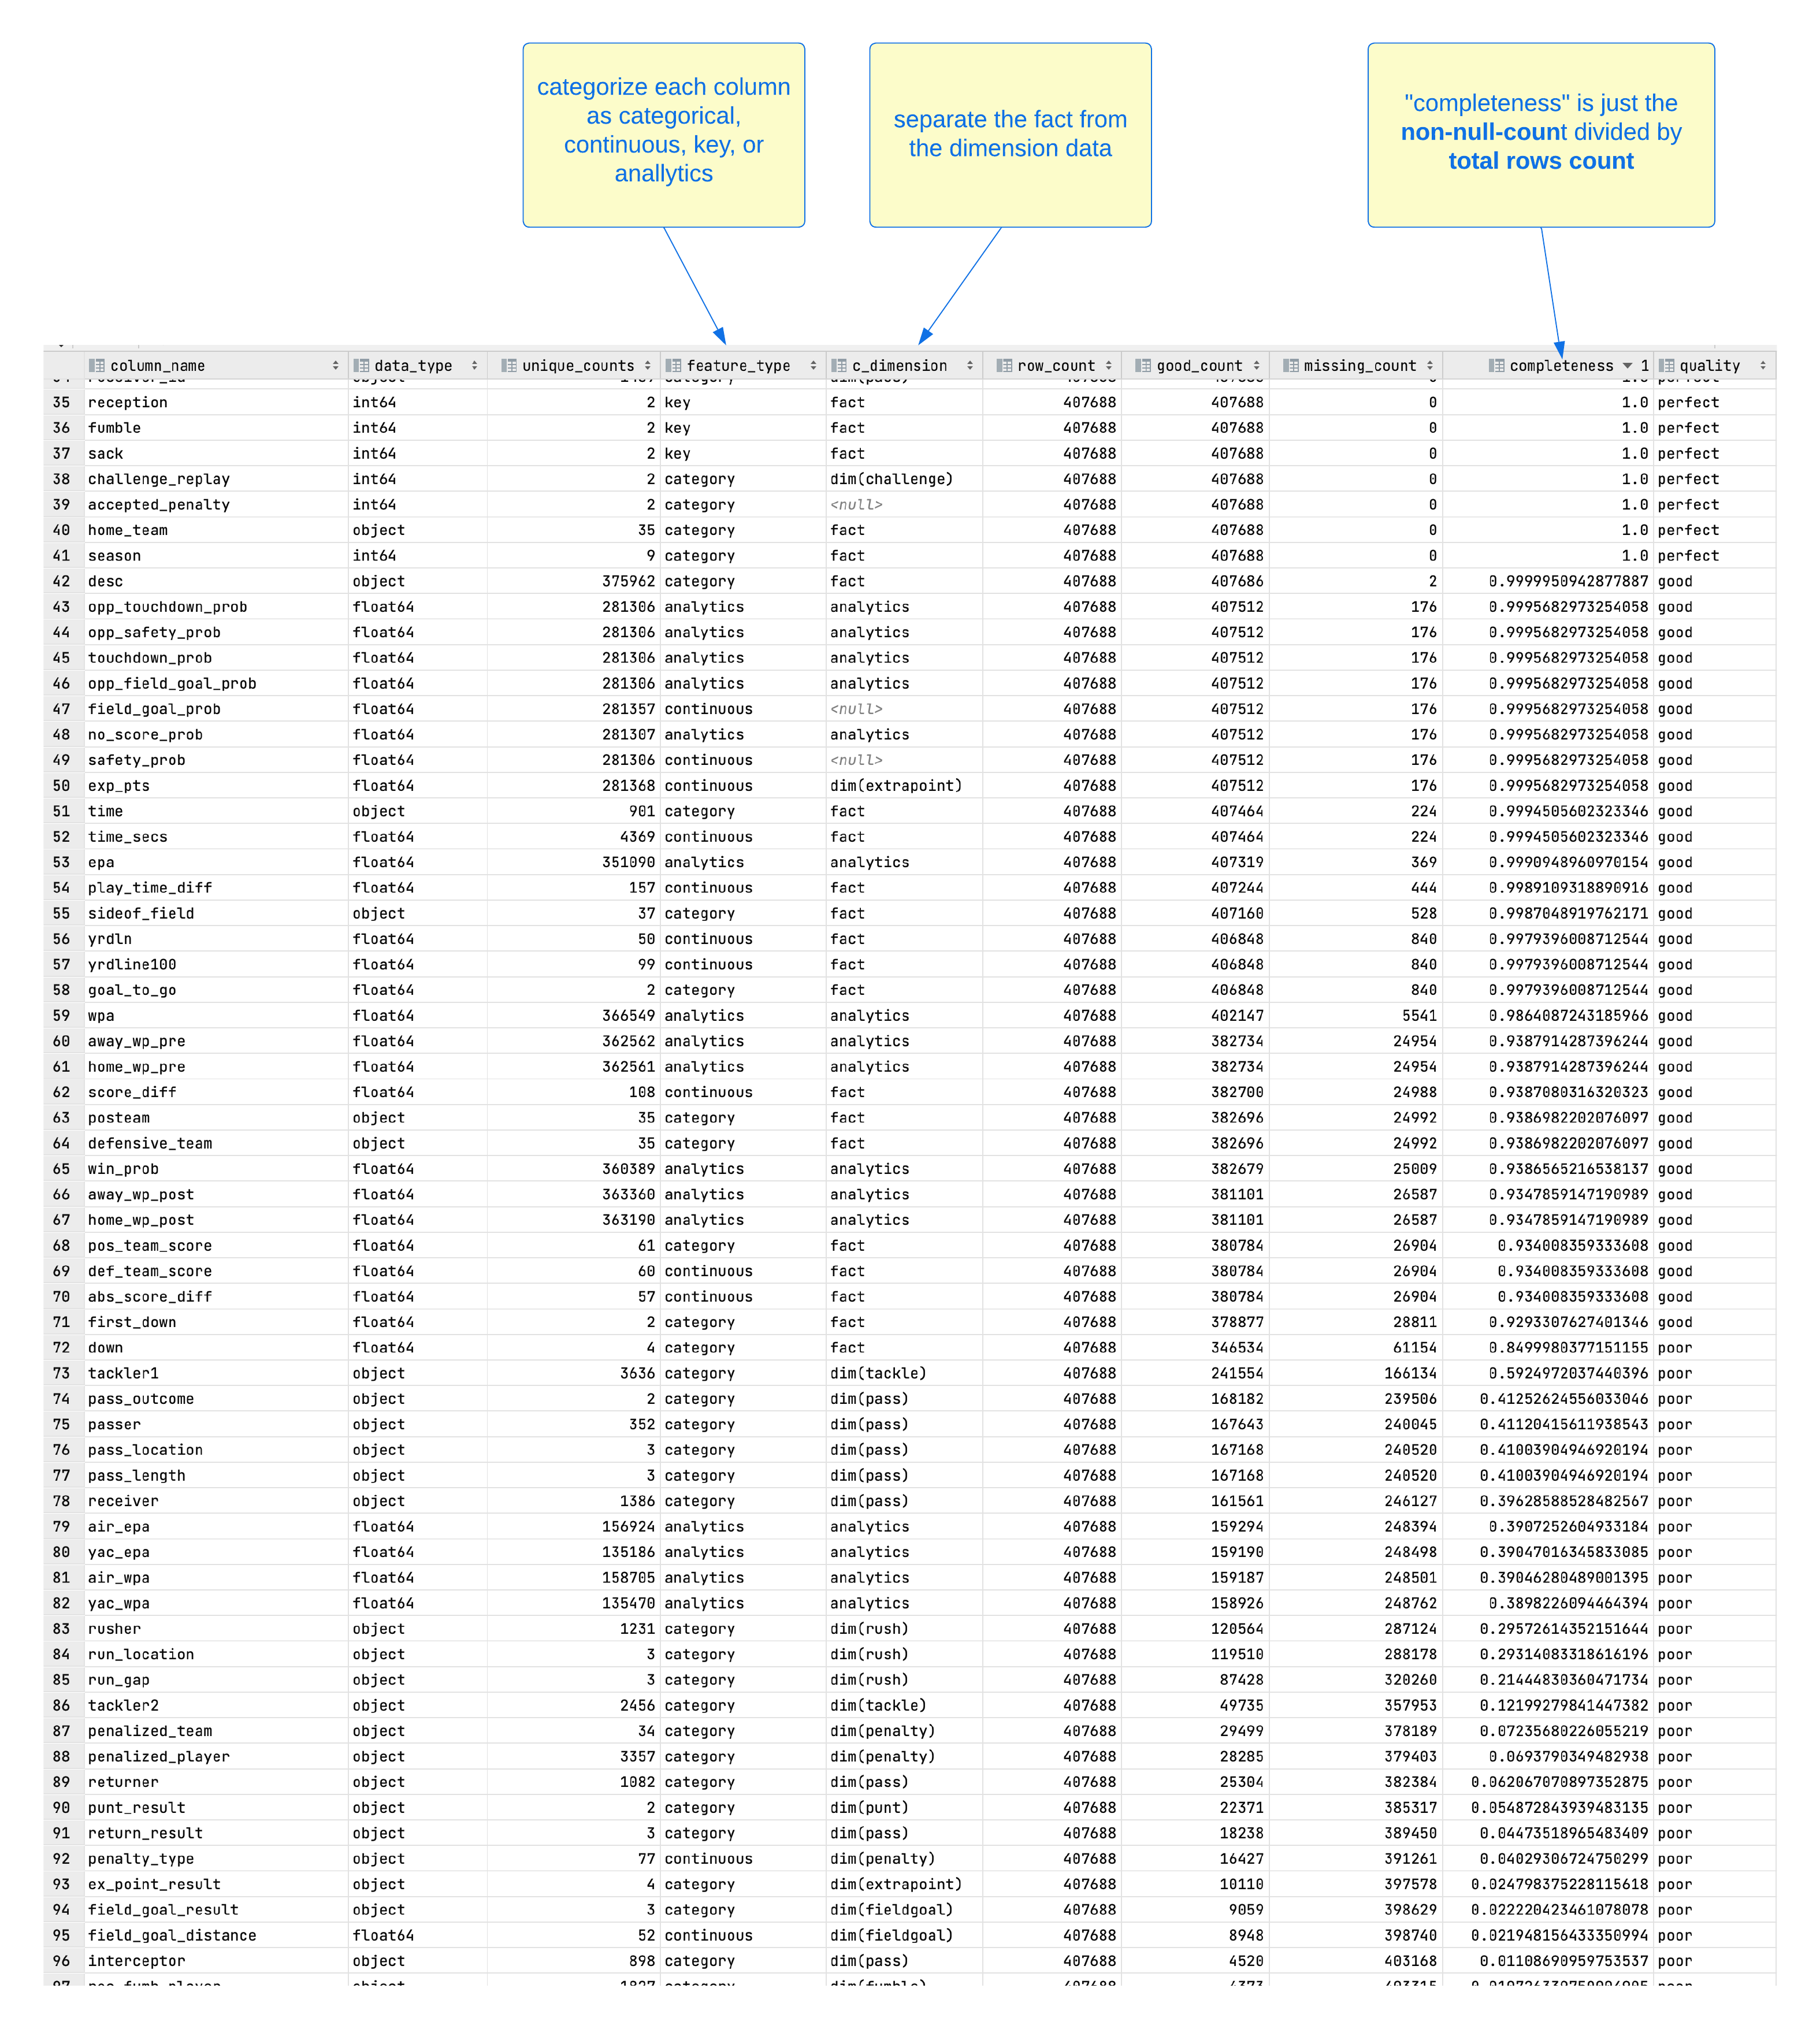 categorize each column
as categorical,
continuous, key, or
anallytics
separate the fact from
the dimension data
"completeness" is just the
non-null-count divided by
total rows count
column_name data_type unique_counts feature_type c_dimension row_count good_count missing_count completeness 1 quality
35 reception int64 2 key fact 407688 407688 0 1.0 perfect
36 fumble int64 2 key fact 407688 407688 0 1.0 perfect
37 sack int64 2 key fact 407688 407688 0 1.0 perfect
38 challenge_replay int64 2 category dim(challenge) 407688 407688 0 1.0 perfect
39 accepted_penalty int64 2 category <null> 407688 407688 0 1.0 perfect
40 home_team object 35 category fact 407688 407688 0 1.0 perfect
41 season int64 9 category fact 407688 407688 0 1.0 perfect
42 desc object 375962 category fact 407688 407686 2 0.9999950942877887 good
43 opp_touchdown_prob float64 281306 analytics analytics 407688 407512 176 0.9995682973254058 good
44 opp_safety_prob float64 281306 analytics analytics 407688 407512 176 0.9995682973254058 good
45 touchdown_prob float64 281306 analytics analytics 407688 407512 176 0.9995682973254058 good
46 opp_field_goal_prob float64 281306 analytics analytics 407688 407512 176 0.9995682973254058 good
47 field_goal_prob float64 281357 continuous <null> 407688 407512 176 0.9995682973254058 good
48 no_score_prob float64 281307 analytics analytics 407688 407512 176 0.9995682973254058 good
49 safety_prob float64 281306 continuous <null> 407688 407512 176 0.9995682973254058 good
50 exp_pts float64 281368 continuous dim(extrapoint) 407688 407512 176 0.9995682973254058 good
51 time object 901 category fact 407688 407464 224 0.9994505602323346 good
52 time_secs float64 4369 continuous fact 407688 407464 224 0.9994505602323346 good
53 epa float64 351090 analytics analytics 407688 407319 369 0.9990948960970154 good
54 play_time_diff float64 157 continuous fact 407688 407244 444 0.9989109318890916 good
55 sideof_field object 37 category fact 407688 407160 528 0.9987048919762171 good
56 yrdln float64 50 continuous fact 407688 406848 840 0.9979396008712544 good
57 yrdline100 float64 99 continuous fact 407688 406848 840 0.9979396008712544 good
58 goal_to_go float64 2 category fact 407688 406848 840 0.9979396008712544 good
59 wpa float64 366549 analytics analytics 407688 402147 5541 0.9864087243185966 good
60 away_wp_pre float64 362562 analytics analytics 407688 382734 24954 0.9387914287396244 good
61 home_wp_pre float64 362561 analytics analytics 407688 382734 24954 0.9387914287396244 good
62 score_diff float64 108 continuous fact 407688 382700 24988 0.9387080316320323 good
63 posteam object 35 category fact 407688 382696 24992 0.9386982202076097 good
64 defensive_team object 35 category fact 407688 382696 24992 0.9386982202076097 good
65 win_prob float64 360389 analytics analytics 407688 382679 25009 0.9386565216538137 good
66 away_wp_post float64 363360 analytics analytics 407688 381101 26587 0.9347859147190989 good
67 home_wp_post float64 363190 analytics analytics 407688 381101 26587 0.9347859147190989 good
68 pos_team_score float64 61 category fact 407688 380784 26904 0.934008359333608 good
69 def_team_score float64 60 continuous fact 407688 380784 26904 0.934008359333608 good
70 abs_score_diff float64 57 continuous fact 407688 380784 26904 0.934008359333608 good
71 first_down float64 2 category fact 407688 378877 28811 0.9293307627401346 good
72 down float64 4 category fact 407688 346534 61154 0.8499980377151155 poor
73 tackler1 object 3636 category dim(tackle) 407688 241554 166134 0.5924972037440396 poor
74 pass_outcome object 2 category dim(pass) 407688 168182 239506 0.41252624556033046 poor
75 passer object 352 category dim(pass) 407688 167643 240045 0.41120415611938543 poor
76 pass_location object 3 category dim(pass) 407688 167168 240520 0.41003904946920194 poor
77 pass_length object 3 category dim(pass) 407688 167168 240520 0.41003904946920194 poor
78 receiver object 1386 category dim(pass) 407688 161561 246127 0.39628588528482567 poor
79 air_epa float64 156924 analytics analytics 407688 159294 248394 0.3907252604933184 poor
80 yac_epa float64 135186 analytics analytics 407688 159190 248498 0.39047016345833085 poor
81 air_wpa float64 158705 analytics analytics 407688 159187 248501 0.39046280489001395 poor
82 yac_wpa float64 135470 analytics analytics 407688 158926 248762 0.3898226094464394 poor
83 rusher object 1231 category dim(rush) 407688 120564 287124 0.29572614352151644 poor
84 run_location object 3 category dim(rush) 407688 119510 288178 0.29314083318616196 poor
85 run_gap object 3 category dim(rush) 407688 87428 320260 0.21444830360471734 poor
86 tackler2 object 2456 category dim(tackle) 407688 49735 357953 0.12199279841447382 poor
87 penalized_team object 34 category dim(penalty) 407688 29499 378189 0.07235680226055219 poor
88 penalized_player object 3357 category dim(penalty) 407688 28285 379403 0.0693790349482938 poor
89 returner object 1082 category dim(pass) 407688 25304 382384 0.062067070897352875 poor
90 punt_result object 2 category dim(punt) 407688 22371 385317 0.054872843939483135 poor
91 return_result object 3 category dim(pass) 407688 18238 389450 0.04473518965483409 poor
92 penalty_type object 77 continuous dim(penalty) 407688 16427 391261 0.04029306724750299 poor
93 ex_point_result object 4 category dim(extrapoint) 407688 10110 397578 0.024798375228115618 poor
94 field_goal_result object 3 category dim(fieldgoal) 407688 9059 398629 0.022220423461078078 poor
95 field_goal_distance float64 52 continuous dim(fieldgoal) 407688 8948 398740 0.021948156433350994 poor
96 interceptor object 898 category dim(pass) 407688 4520 403168 0.01108690959753537 poor